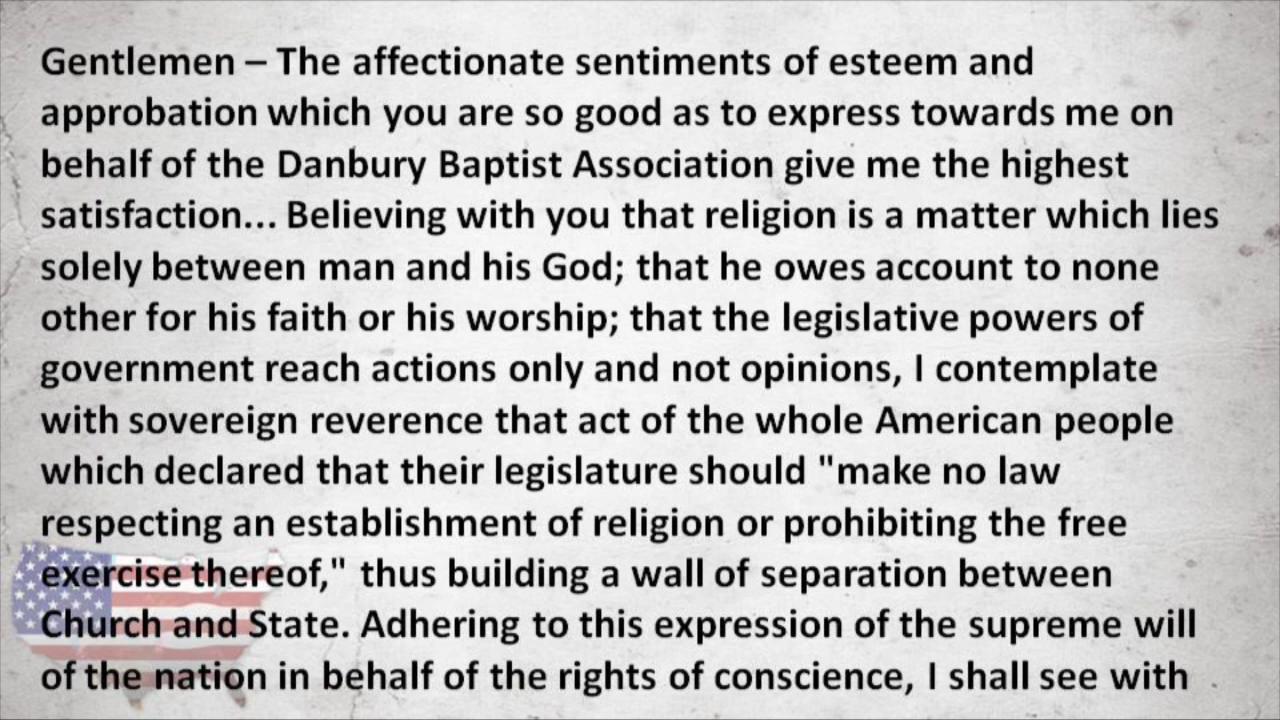 Gentlemen – The affectionate sentiments of esteem and
approbation which you are so good as to express towards me on
behalf of the Danbury Baptist Association give me the highest
satisfaction... Believing with you that religion is a matter which lies
solely between man and his God; that he owes account to none
other for his faith or his worship; that the legislative powers of
government reach actions only and not opinions, I contemplate
with sovereign reverence that act of the whole American people
which declared that their legislature should "make no law
respecting an establishment of religion or prohibiting the free
exercise thereof," thus building a wall of separation between
Church and State. Adhering to this expression of the supreme will
of the nation in behalf of the rights of conscience, I shall see with